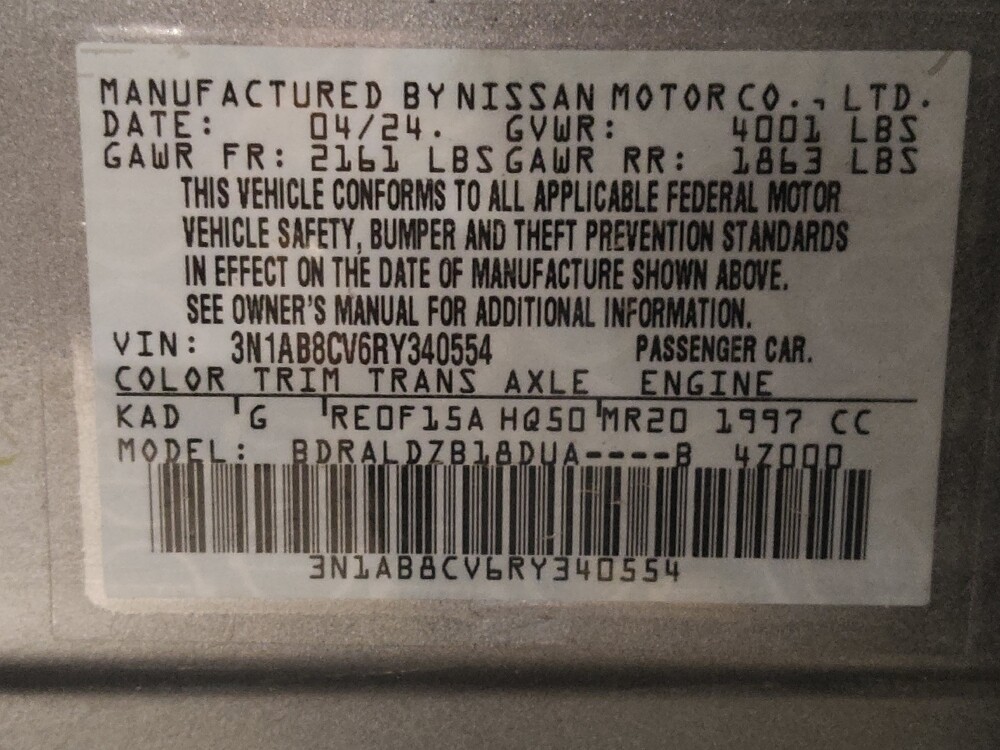 MANUFACTURED BY NISSAN MOTOR CO., LTD.
DATE: 04/24. GVWR: 4001 LBS
GAWR FR: 2161 LBS GAWR RR: 1863 LBS
THIS VEHICLE CONFORMS TO ALL APPLICABLE FEDERAL MOTOR
VEHICLE SAFETY, BUMPER AND THEFT PREVENTION STANDARDS
IN EFFECT ON THE DATE OF MANUFACTURE SHOWN ABOVE.
SEE OWNER'S MANUAL FOR ADDITIONAL INFORMATION.
VIN: 3N1AB8CV6RY340554 PASSENGER CAR.
COLOR TRIM TRANS AXLE ENGINE
KAD G RE0F15A HQ50 MR20 1997 CC
MODEL: BDRALDZB18DUA----B 4Z000
3N1AB8CV6RY340554